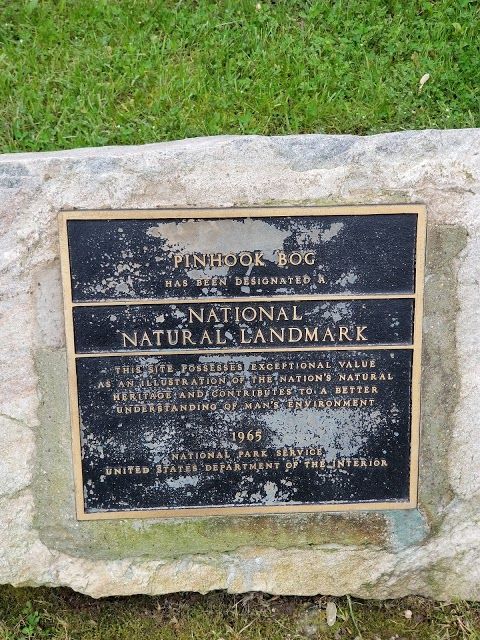 PINHOOK BOG
HAS BEEN DESIGNATED A
NATIONAL
NATURAL LANDMARK
THIS SITE POSSESSES EXCEPTIONAL VALUE
AS AN ILLUSTRATION OF THE NATION'S NATURAL
HERITAGE AND CONTRIBUTES TO A BETTER
UNDERSTANDING OF MAN'S ENVIRONMENT
1965
NATIONAL PARK SERVICE
UNITED STATES DEPARTMENT OF THE INTERIOR